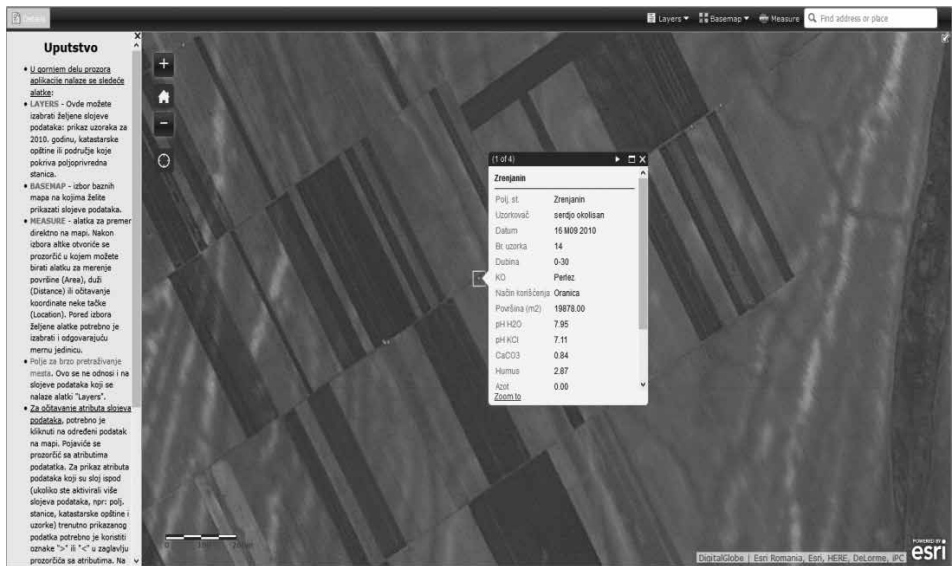 Details
Layers ▼
Basemap ▼
Measure
Find address or place
Uputstvo
• U gornjem delu prozora
aplikacije nalaze se sledeće
alatke:
• LAYERS - Ovde možete
izabrati željene slojeve
podataka: prikaz uzoraka za
2010. godinu, katastarske
opštine ili područje koje
pokriva poljoprivredna
stanica.
• BASEMAP - izbor baznih
mapa na kojima želite
prikazati slojeve podataka.
• MEASURE - alatka za premer
direktno na mapi. Nakon
izbora altke otvoriće se
prozorčić u kojem možete
birati alatku za merenje
površine (Area), duži
(Distance) ili očitavanje
koordinate neke tačke
(Location). Pored izbora
željene alatke potrebno je
izabrati i odgovarajuću
mernu jedinicu.
• Polje za brzo pretraživanje
mesta. Ovo se ne odnosi i na
slojeve podataka koji se
nalaze alatki "Layers".
• Za očitavanje atributa slojeva
podataka, potrebno je
kliknuti na određeni podatak
na mapi. Pojaviće se
prozorčić sa atributima
podatatka. Za prikaz atributa
podataka koji su sloj ispod
(ukoliko ste aktivirali više
slojeva podataka, npr: polj.
stanice, katastarske opštine i
uzorke) trenutno prikazanog
podatka potrebno je koristiti
oznake ">" ili "<" u zaglavlju
prozorčića sa atributima. Na
(1 of 4)
Zrenjanin
Polj. st. Zrenjanin
Uzorkovač serdjo okolisan
Datum 16 M09 2010
Br. uzorka 14
Dubina 0-30
KO Perlez
Način korišćenja Oranica
Površina (m2) 19878.00
pH H2O 7.95
pH KCl 7.11
CaCO3 0.84
Humus 2.87
Azot 0.00
Zoom to
0
DigitalGlobe | Esri Romania, Esri, HERE, DeLorme, iPC
POWERED BY
esri